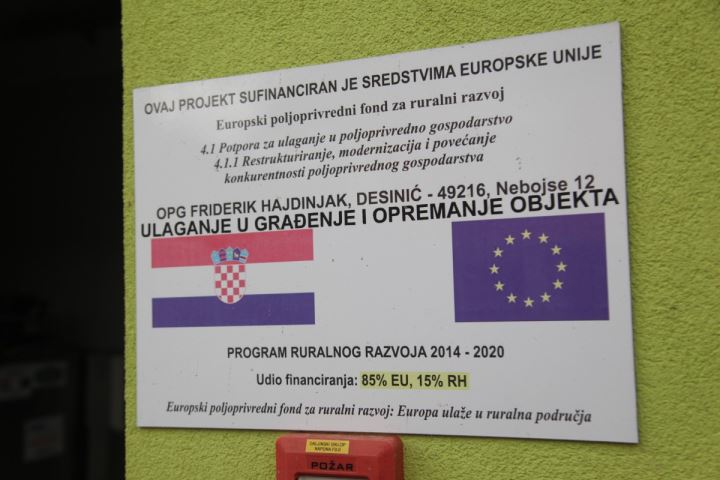 OVAJ PROJEKT SUFINANCIRAN JE SREDSTVIMA EUROPSKE UNIJE
Europski poljoprivredni fond za ruralni razvoj
4.1 Potpora za ulaganje u poljoprivredno gospodarstvo
4.1.1 Restrukturiranje, modernizacija i povećanje
konkurentnosti poljoprivrednog gospodarstva
OPG FRIDERIK HAJDINJAK, DESINIĆ - 49216, Nebojse 12
ULAGANJE U GRAĐENJE I OPREMANJE OBJEKTA
PROGRAM RURALNOG RAZVOJA 2014 - 2020
Udio financiranja: 85% EU, 15% RH
Europski poljoprivredni fond za ruralni razvoj: Europa ulaže u ruralna područja
POŽAR